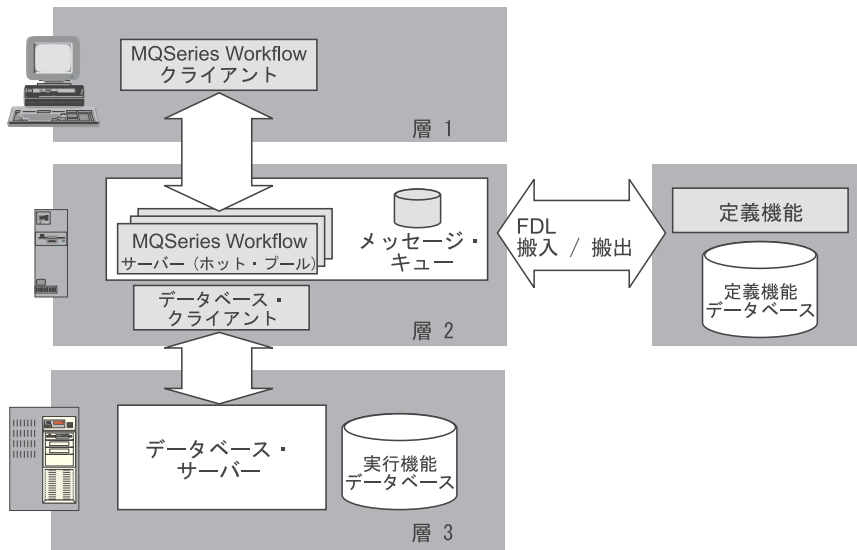 MQSeries Workflow
クライアント
層 1
MQSeries Workflow
サーバー (ホット・プール)
メッセージ・
キュー
データベース・
クライアント
層 2
FDL
搬入 / 搬出
定義機能
定義機能
データベース
データベース・
サーバー
実行機能
データベース
層 3